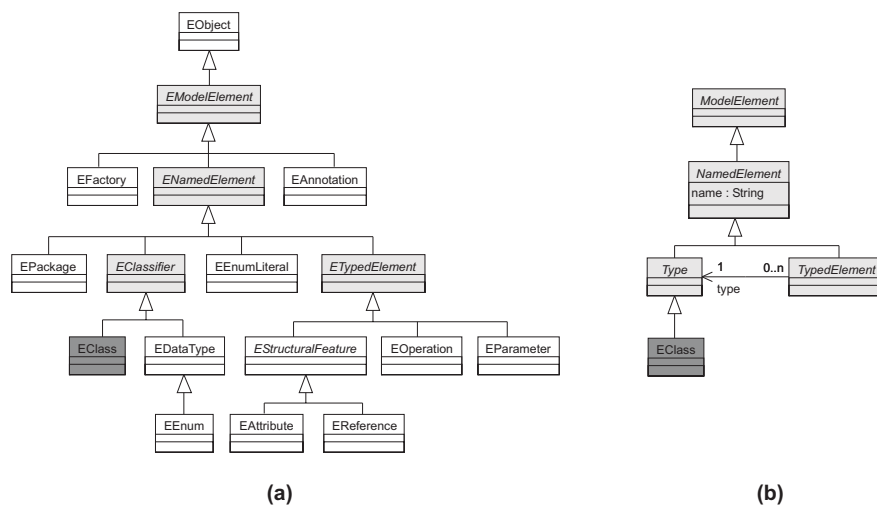 EObject
EModelElement
EFactory ENamedElement EAnnotation
EPackage EClassifier EEnumLiteral ETypedElement
EClass EDataType EStructuralFeature EOperation EParameter
EEnum EAttribute EReference
(a)
ModelElement
NamedElement
name : String
Type 1 0..n TypedElement
type
EClass
(b)